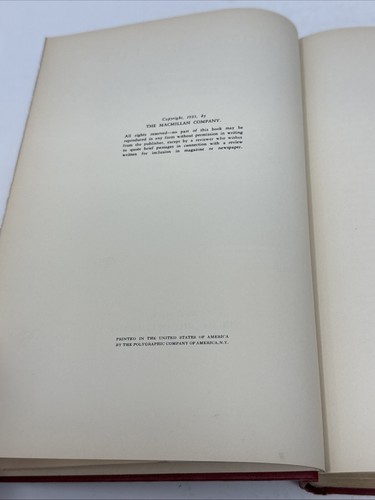 Copyright, 1937, by
THE MACMILLAN COMPANY.
All rights reserved—no part of this book may be
reproduced in any form without permission in writing
from the publisher, except by a reviewer who wishes
to quote brief passages in connection with a review
written for inclusion in magazine or newspaper.
PRINTED IN THE UNITED STATES OF AMERICA
BY THE POLYGRAPHIC COMPANY OF AMERICA, N.Y.